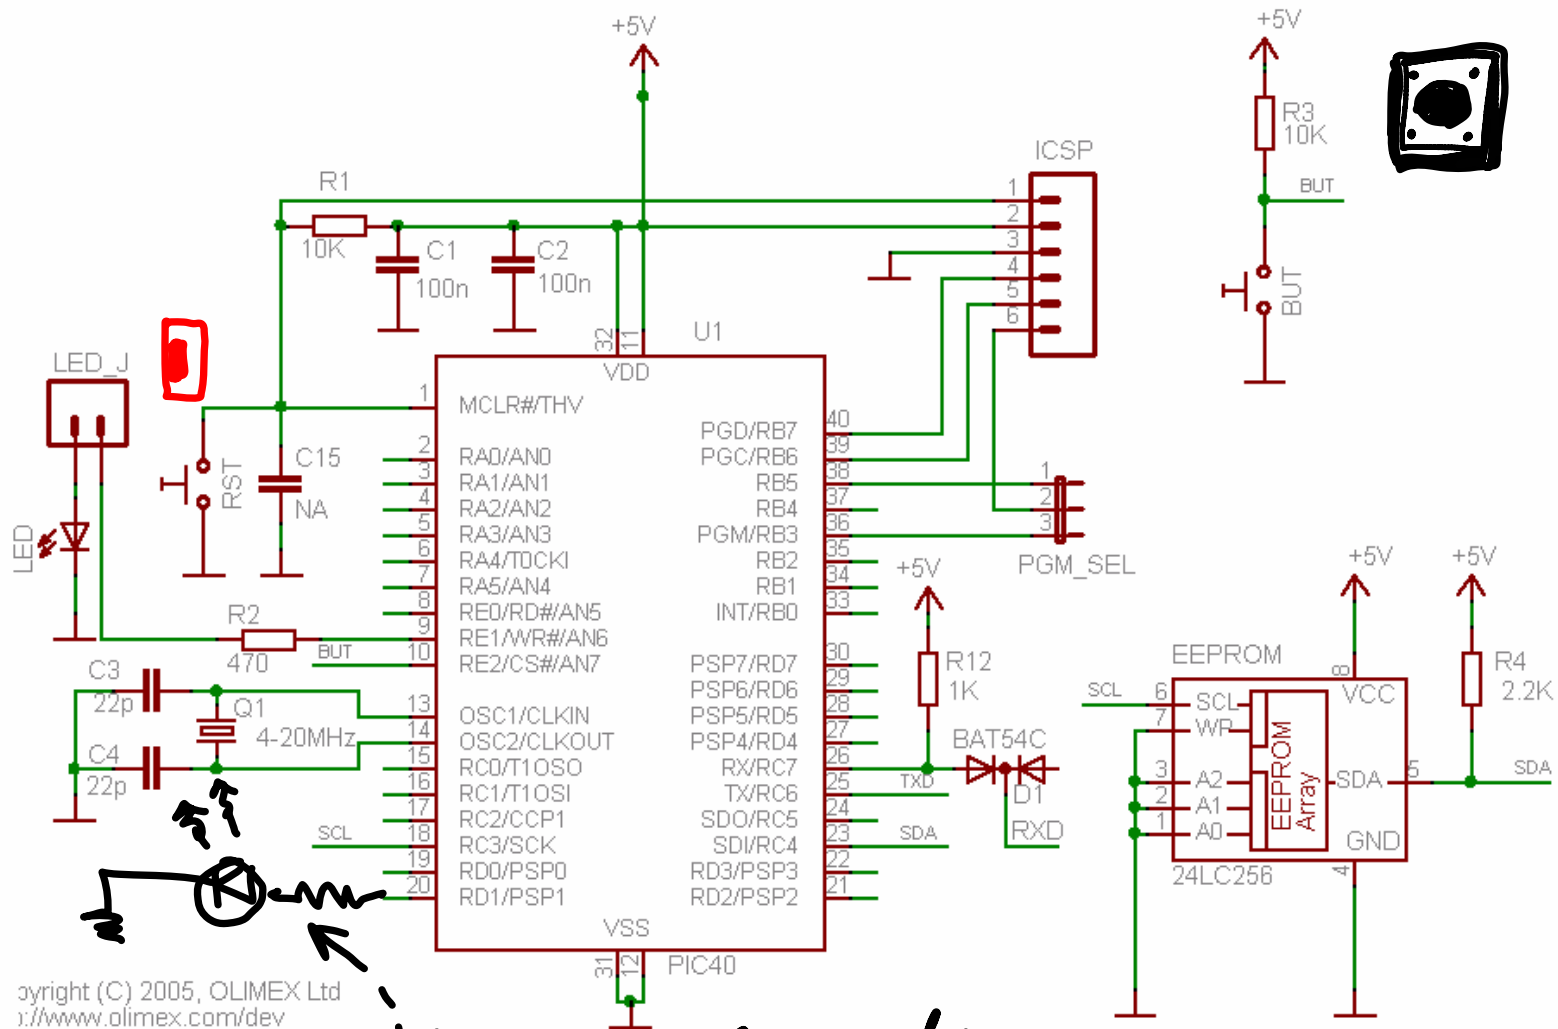 +5V
+5V
R3
10K
ICSP
R1
BUT
1
2
3
4
5
6
10K
C1
100n
C2
100n
BUT
32
11
U1
VDD
LED_J
1
MCLR#/THV
40
PGD/RB7
2
RA0/AN0
39
PGC/RB6
3
RA1/AN1
38
RB5
4
RA2/AN2
37
RB4
5
RA3/AN3
36
PGM/RB3
6
RA4/T0CKI
35
RB2
7
RA5/AN4
34
RB1
8
RE0/RD#/AN5
33
INT/RB0
9
RE1/WR#/AN6
10
RE2/CS#/AN7
30
PSP7/RD7
29
PSP6/RD6
13
OSC1/CLKIN
28
PSP5/RD5
14
OSC2/CLKOUT
27
PSP4/RD4
15
RC0/T1OSO
26
RX/RC7
16
RC1/T1OSI
25
TX/RC6
17
RC2/CCP1
24
SDO/RC5
18
RC3/SCK
23
SDI/RC4
19
RD0/PSP0
22
RD3/PSP3
20
RD1/PSP1
21
RD2/PSP2
VSS
31
12
PIC40
RST
C15
NA
LED
R2
470
BUT
C3
22p
Q1
4-20MHz
C4
22p
SCL
1
2
3
PGM_SEL
+5V
R12
1K
BAT54C
TXD
D1
RXD
SDA
+5V
+5V
EEPROM
8
VCC
R4
2.2K
SCL
6
SCL
7
WP
3
A2
2
A1
1
A0
EEPROM
Array
SDA
5
SDA
GND
4
24LC256
pyright (C) 2005, OLIMEX Ltd
://www.olimex.com/dev